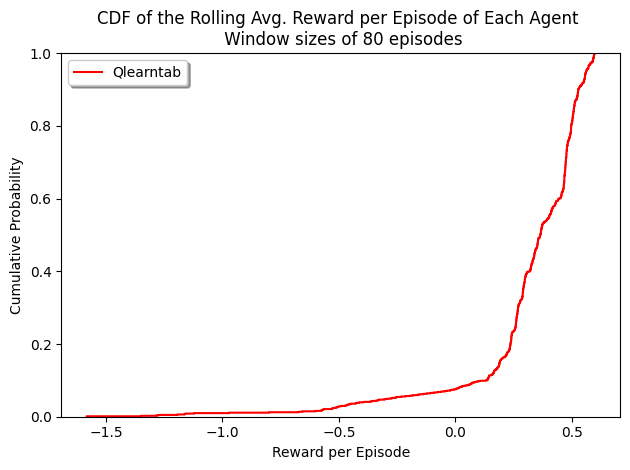 CDF of the Rolling Avg. Reward per Episode of Each Agent
Window sizes of 80 episodes
Qlearntab
Cumulative Probability
1.0
0.8
0.6
0.4
0.2
0.0
−1.5 −1.0 −0.5 0.0 0.5
Reward per Episode